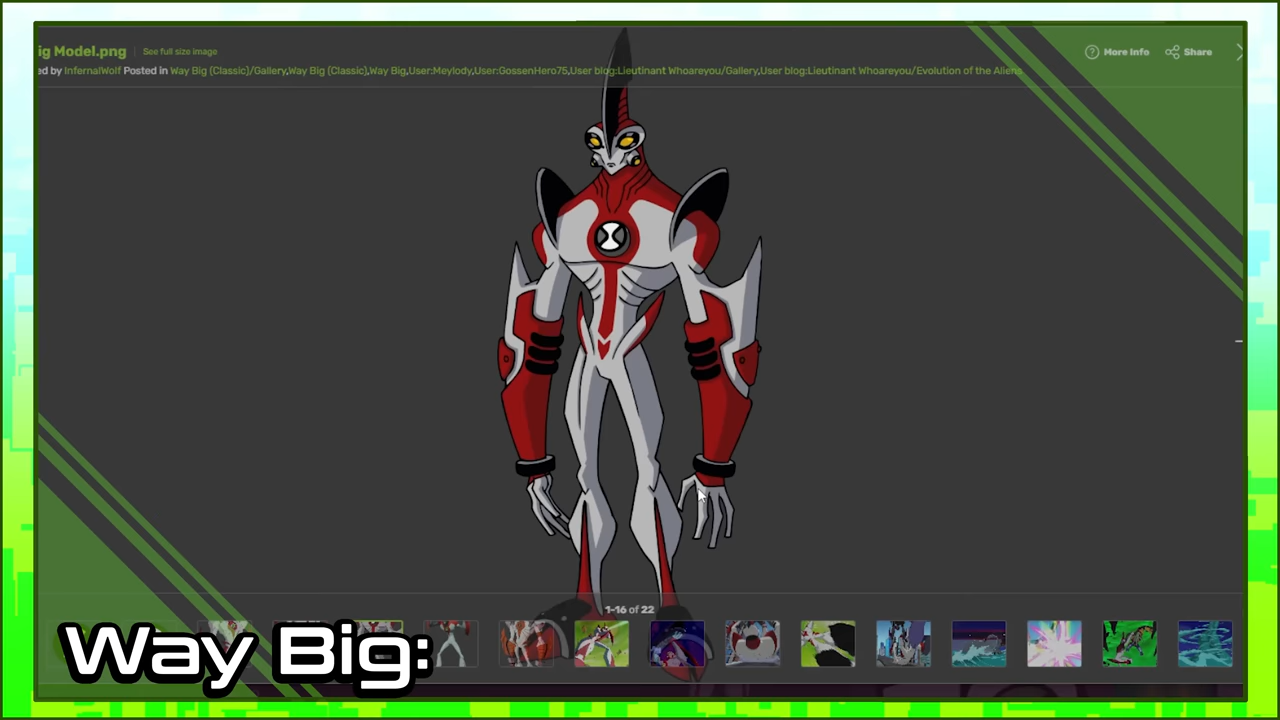 ig Model.png See full size image
More Info Share
ed by InfernalWolf Posted in Way Big (Classic)/Gallery,Way Big (Classic),Way Big,User:Meylody,User:GossenHero75,User blog:Lieutinant Whoareyou/Gallery,User blog:Lieutinant Whoareyou/Evolution of the Aliens
1-16 of 22
Way Big: